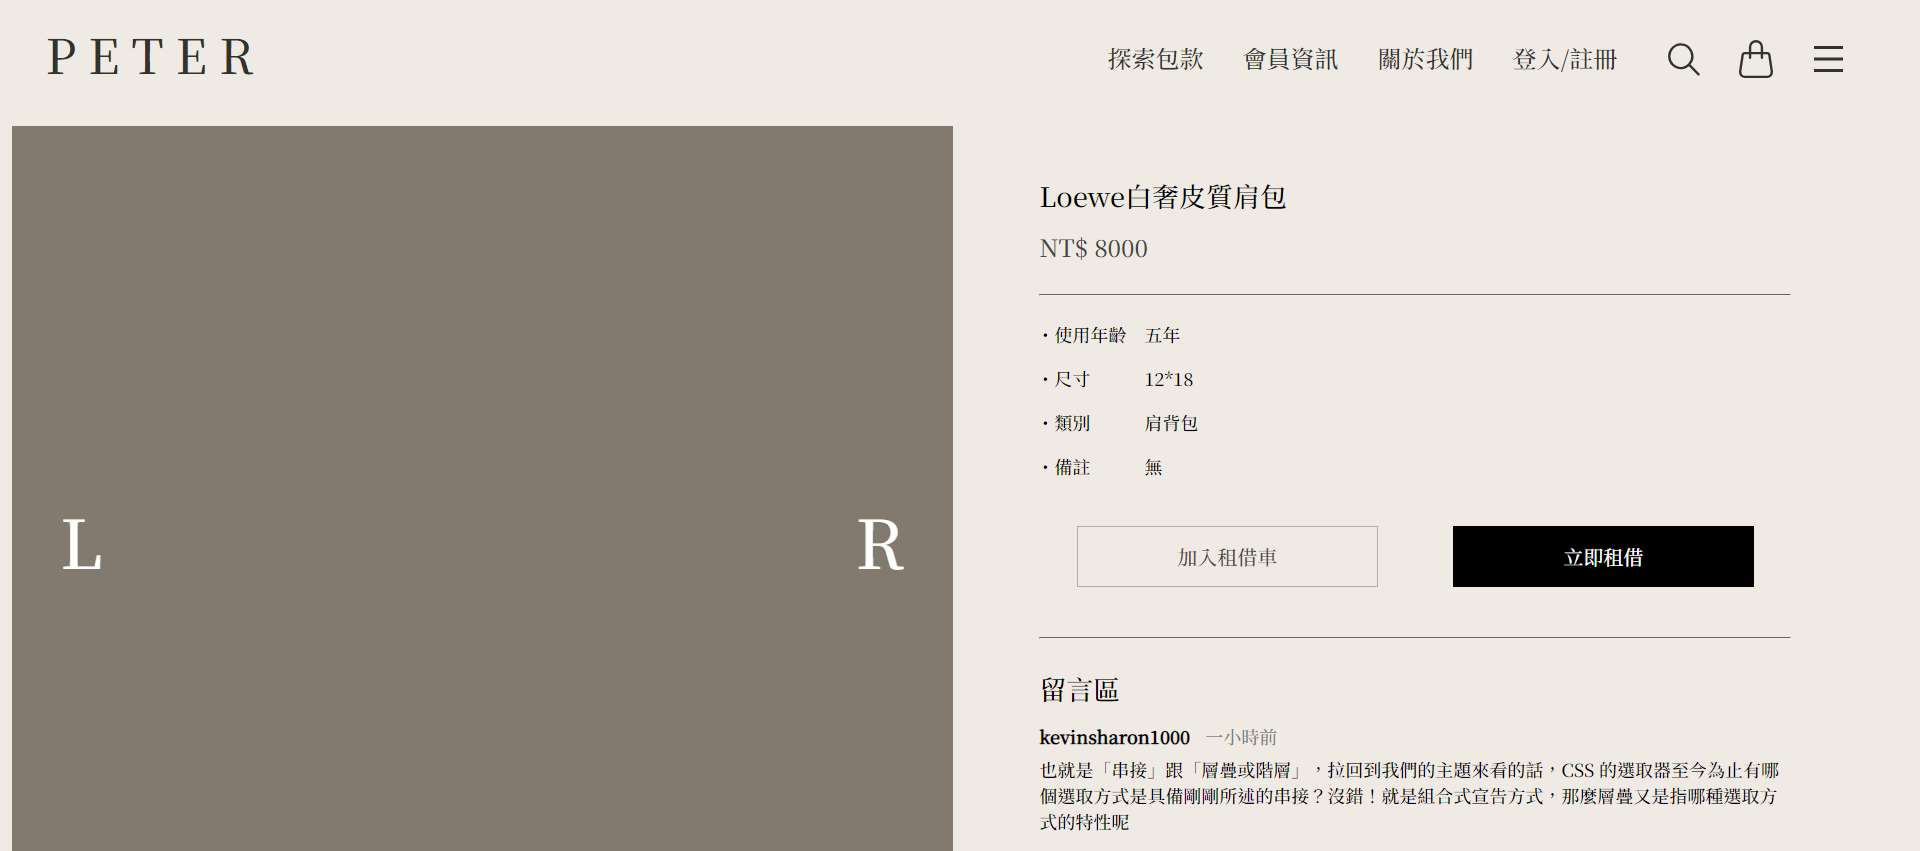 PETER
探索包款 會員資訊 關於我們 登入/註冊
L
R
Loewe白奢皮質肩包
NT$ 8000
・使用年齡 五年
・尺寸 12*18
・類別 肩背包
・備註 無
加入租借車
立即租借
留言區
kevinsharon1000 一小時前
也就是「串接」跟「層疊或階層」，拉回到我們的主題來看的話，CSS 的選取器至今為止有哪
個選取方式是具備剛剛所述的串接？沒錯！就是組合式宣告方式，那麼層疊又是指哪種選取方
式的特性呢